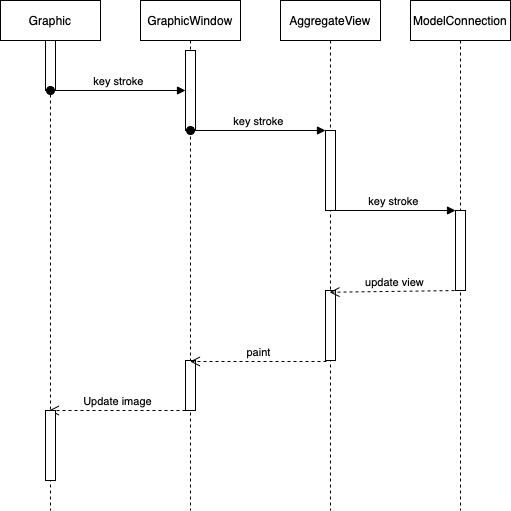 Graphic
GraphicWindow
AggregateView
ModelConnection
key stroke
key stroke
key stroke
update view
paint
Update image